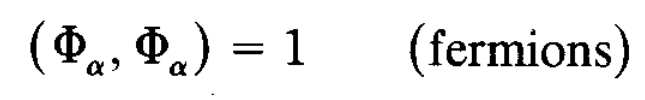 (Φ_α, Φ_α) = 1 (fermions)